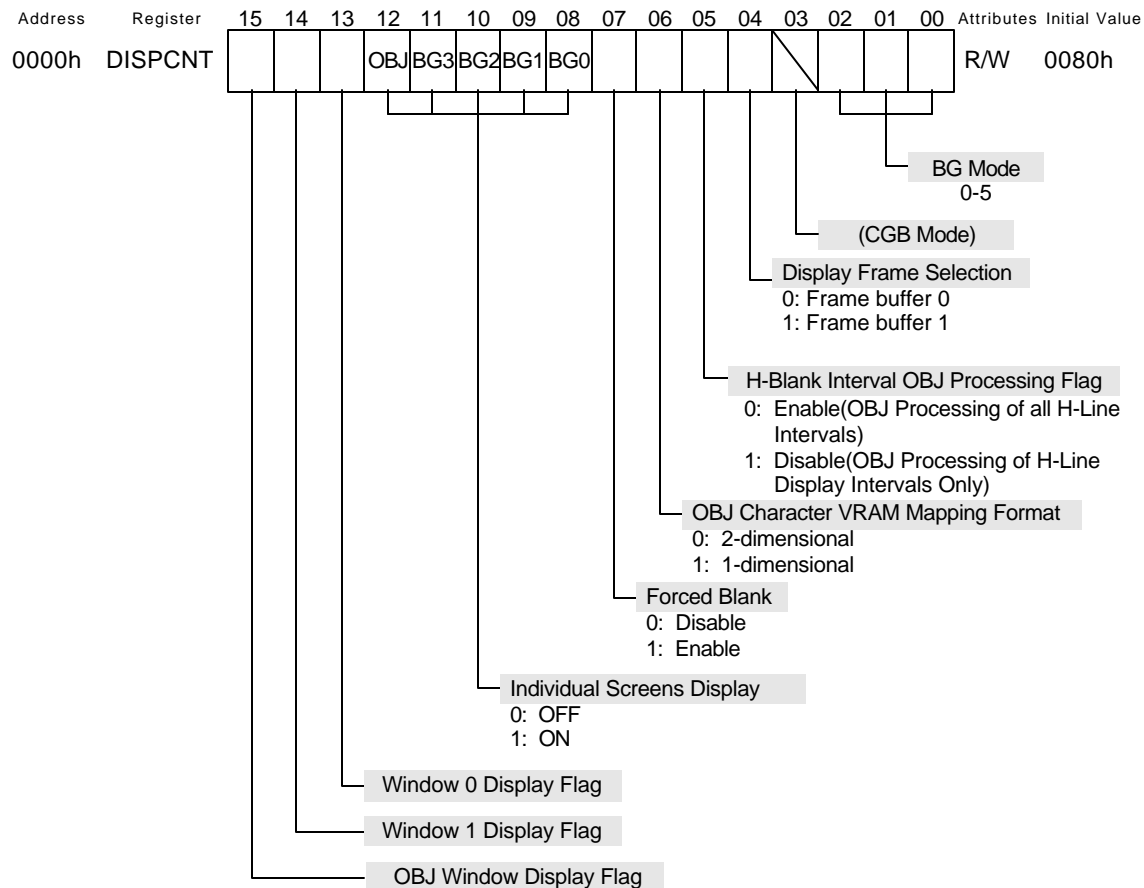 Address Register 15 14 13 12 11 10 09 08 07 06 05 04 03 02 01 00 Attributes Initial Value
0000h DISPCNT OBJ BG3 BG2 BG1 BG0 R/W 0080h
BG Mode
0-5
(CGB Mode)
Display Frame Selection
0: Frame buffer 0
1: Frame buffer 1
H-Blank Interval OBJ Processing Flag
0: Enable(OBJ Processing of all H-Line
Intervals)
1: Disable(OBJ Processing of H-Line
Display Intervals Only)
OBJ Character VRAM Mapping Format
0: 2-dimensional
1: 1-dimensional
Forced Blank
0: Disable
1: Enable
Individual Screens Display
0: OFF
1: ON
Window 0 Display Flag
Window 1 Display Flag
OBJ Window Display Flag